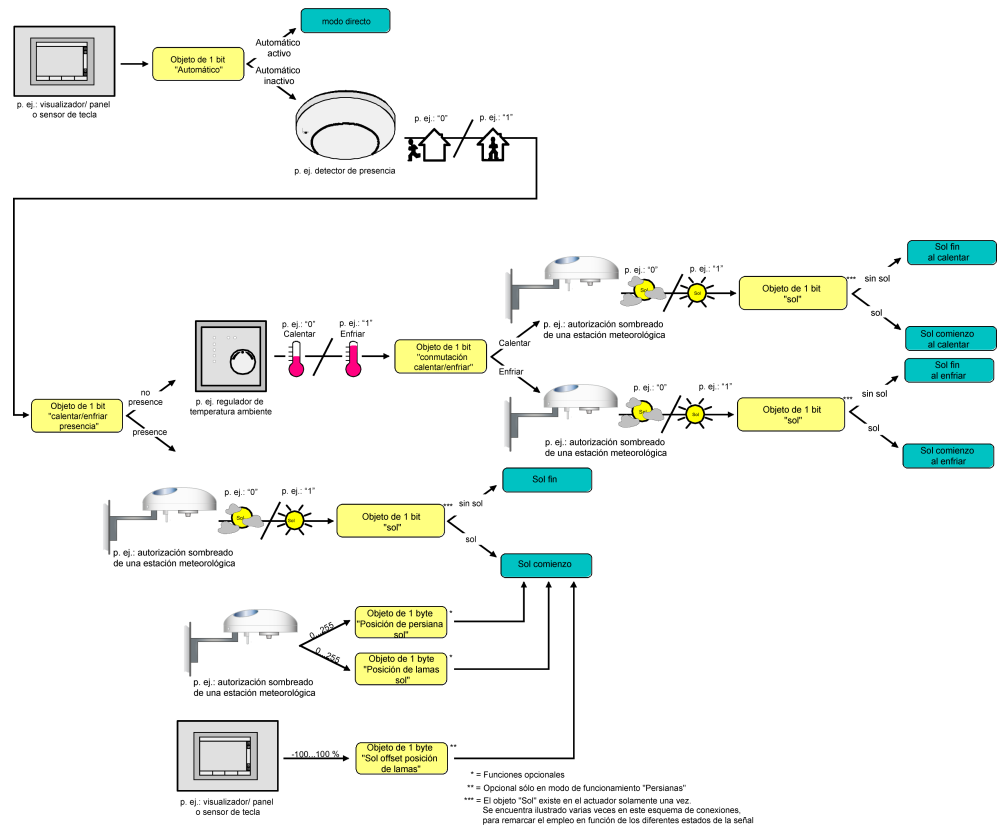 modo directo
Automático
activo
Objeto de 1 bit
"Automático"
Automático
inactivo
p. ej.: visualizador/ panel
o sensor de tecla
p. ej.: "0"
p. ej.: "1"
p. ej. detector de presencia
Sol fin
al calentar
p. ej.: "0"
p. ej.: "1"
Sol
Sol
Objeto de 1 bit
"sol"
***
sin sol
sol
Sol comienzo
al calentar
p. ej.: autorización sombreado
de una estación meteorológica
p. ej.: "0"
Calentar
p. ej.: "1"
Enfriar
Objeto de 1 bit
"conmutación
calentar/enfriar"
Calentar
Enfriar
p. ej. regulador de
temperatura ambiente
Sol fin
al enfriar
p. ej.: "0"
p. ej.: "1"
Sol
Sol
Objeto de 1 bit
"sol"
***
sin sol
sol
Sol comienzo
al enfriar
p. ej.: autorización sombreado
de una estación meteorológica
Objeto de 1 bit
"calentar/enfriar
presencia"
no
presence
presence
Sol fin
p. ej.: "0"
p. ej.: "1"
Sol
Sol
Objeto de 1 bit
"sol"
***
sin sol
sol
Sol comienzo
p. ej.: autorización sombreado
de una estación meteorológica
0...255
Objeto de 1 byte
"Posición de persiana
sol"
*
0...255
Objeto de 1 byte
"Posición de lamas
sol"
*
p. ej.: autorización sombreado
de una estación meteorológica
-100...100 %
Objeto de 1 byte
"Sol offset posición
de lamas"
**
p. ej.: visualizador/ panel
o sensor de tecla
* = Funciones opcionales
** = Opcional sólo en modo de funcionamiento "Persianas"
*** = El objeto "Sol" existe en el actuador solamente una vez.
Se encuentra ilustrado varias veces en este esquema de conexiones,
para remarcar el empleo en función de los diferentes estados de la señal